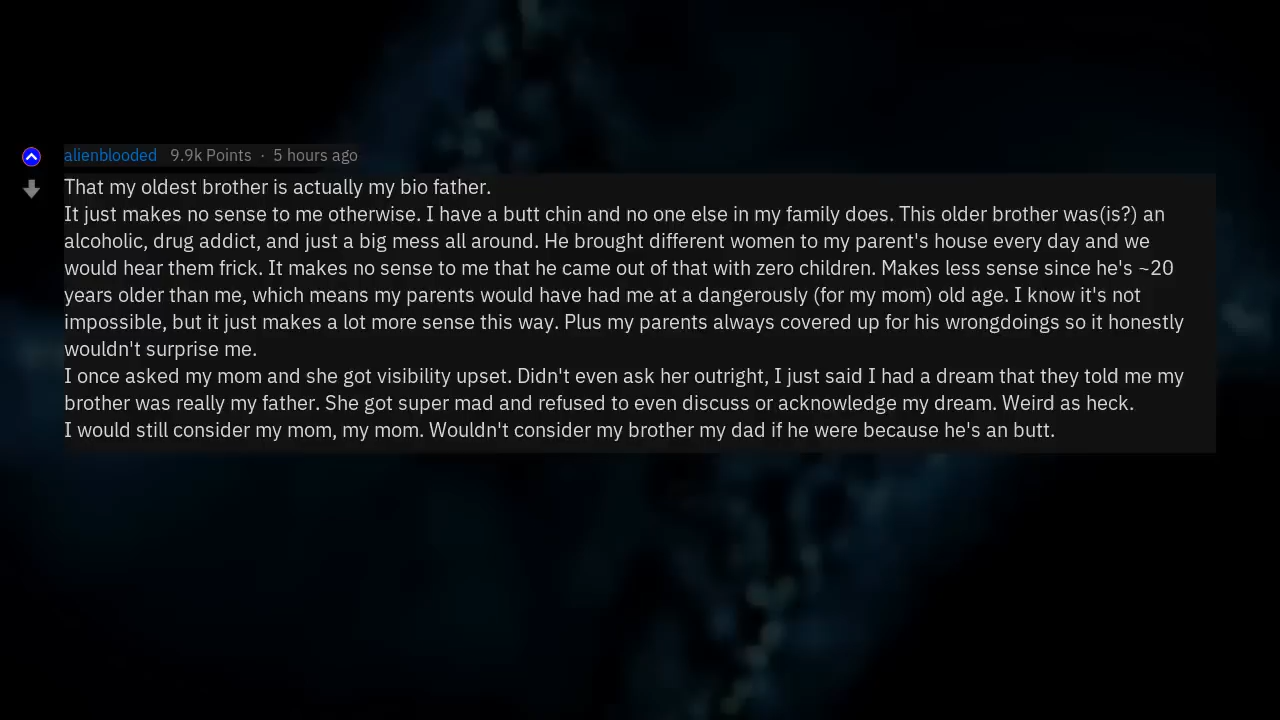 alienblooded 9.9k Points · 5 hours ago
That my oldest brother is actually my bio father.
It just makes no sense to me otherwise. I have a butt chin and no one else in my family does. This older brother was(is?) an
alcoholic, drug addict, and just a big mess all around. He brought different women to my parent's house every day and we
would hear them frick. It makes no sense to me that he came out of that with zero children. Makes less sense since he's ~20
years older than me, which means my parents would have had me at a dangerously (for my mom) old age. I know it's not
impossible, but it just makes a lot more sense this way. Plus my parents always covered up for his wrongdoings so it honestly
wouldn't surprise me.
I once asked my mom and she got visibility upset. Didn't even ask her outright, I just said I had a dream that they told me my
brother was really my father. She got super mad and refused to even discuss or acknowledge my dream. Weird as heck.
I would still consider my mom, my mom. Wouldn't consider my brother my dad if he were because he's an butt.